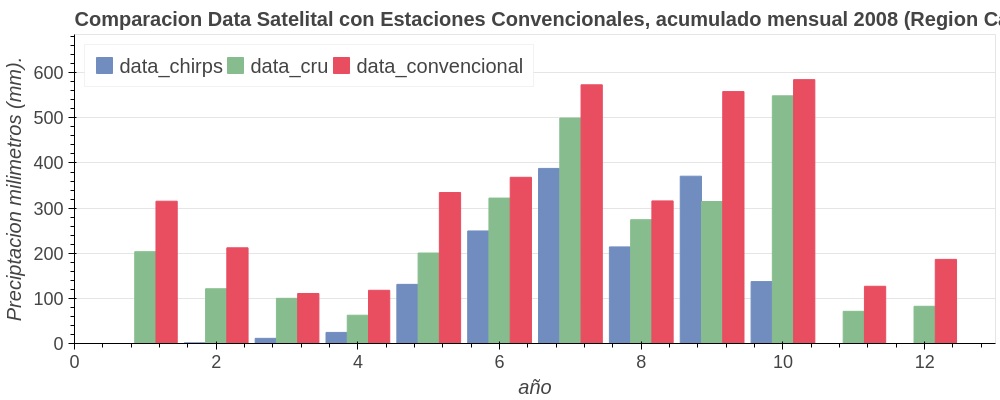 Comparacion Data Satelital con Estaciones Convencionales, acumulado mensual 2008 (Region Ca
data_chirps data_cru data_convencional
Preciptacion milimetros (mm).
600
500
400
300
200
100
0
0 2 4 6 8 10 12
año